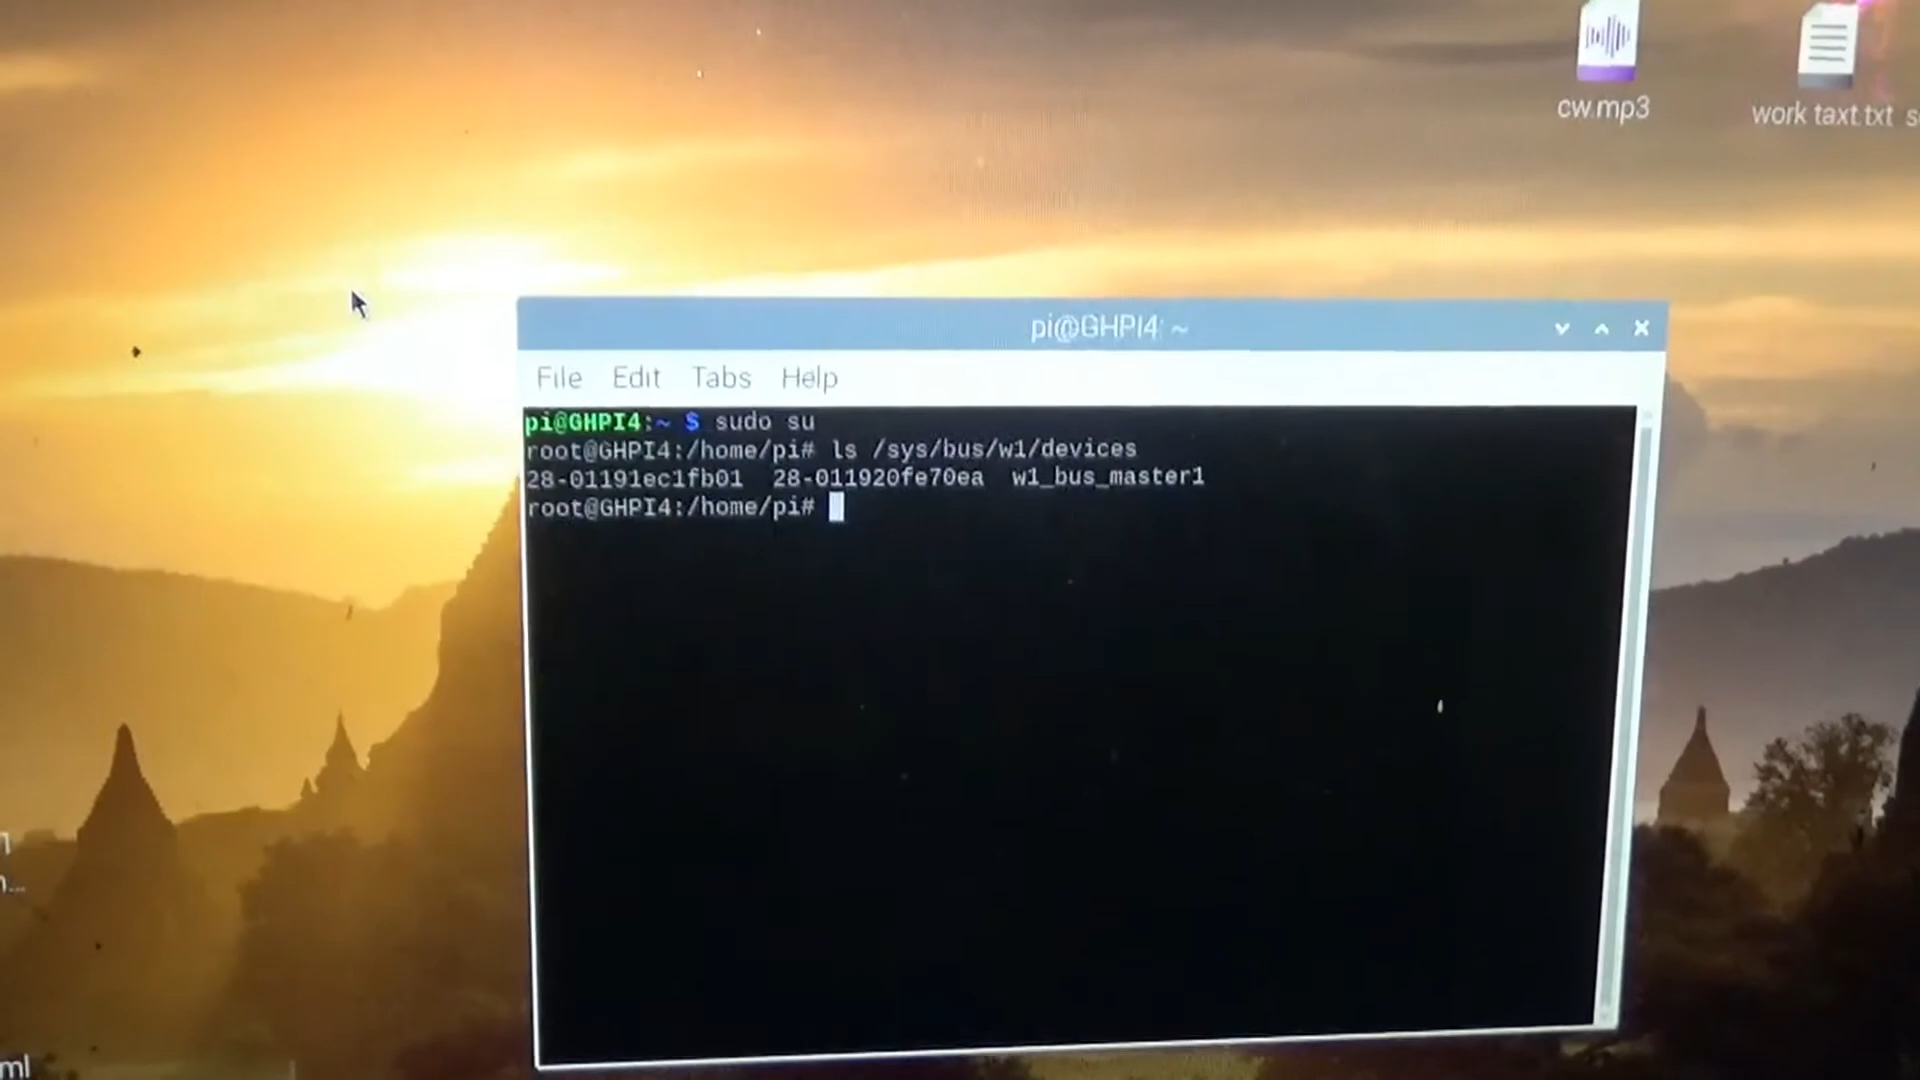 cw.mp3
work taxt.txt
pi@GHPI4: ~
File Edit Tabs Help
pi@GHPI4:~ $ sudo su
root@GHPI4:/home/pi# ls /sys/bus/w1/devices
28-01191ec1fb01  28-011920fe70ea  w1_bus_master1
root@GHPI4:/home/pi#
ml